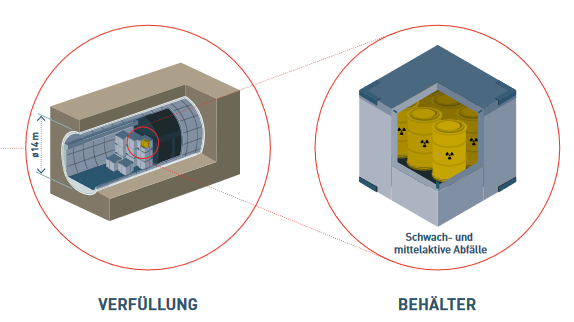 ø 14 m
Schwach- und
mittelaktive Abfälle
VERFÜLLUNG
BEHÄLTER